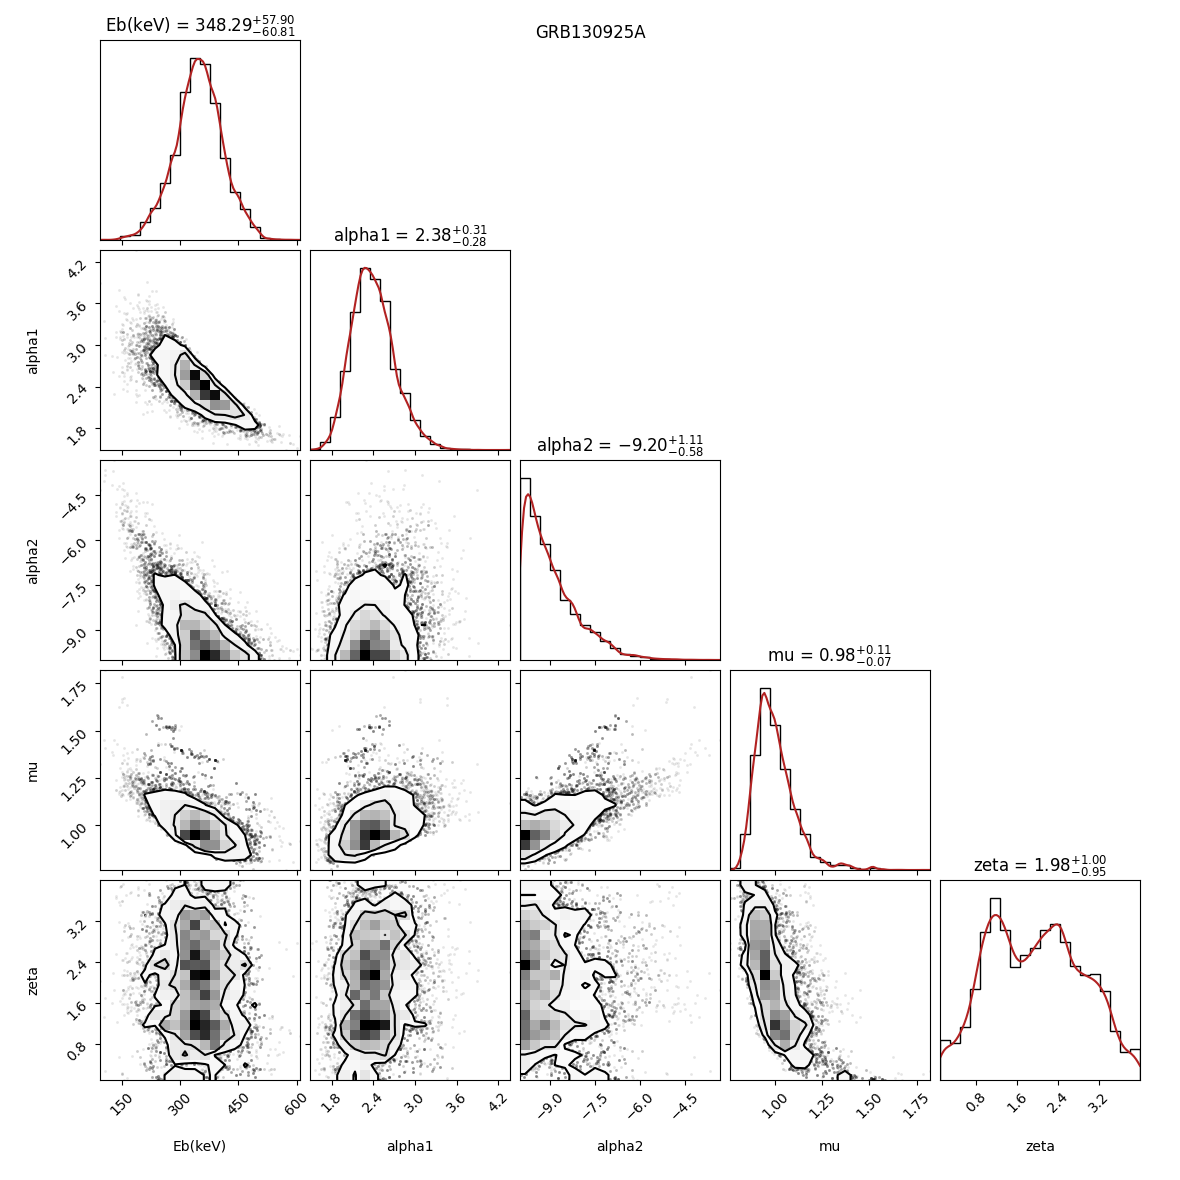 GRB130925A
Eb(keV) = 348.29+57.90 −60.81
alpha1 = 2.38+0.31 −0.28
4.2
3.6
3.0
2.4
1.8
alpha1
alpha2 = −9.20+1.11 −0.58
−4.5
−6.0
−7.5
−9.0
alpha2
mu = 0.98+0.11 −0.07
1.75
1.50
1.25
1.00
mu
zeta = 1.98+1.00 −0.95
3.2
2.4
1.6
0.8
zeta
150 300 450 600 1.8 2.4 3.0 3.6 4.2 −9.0 −7.5 −6.0 −4.5 1.00 1.25 1.50 1.75 0.8 1.6 2.4 3.2
Eb(keV) alpha1 alpha2 mu zeta